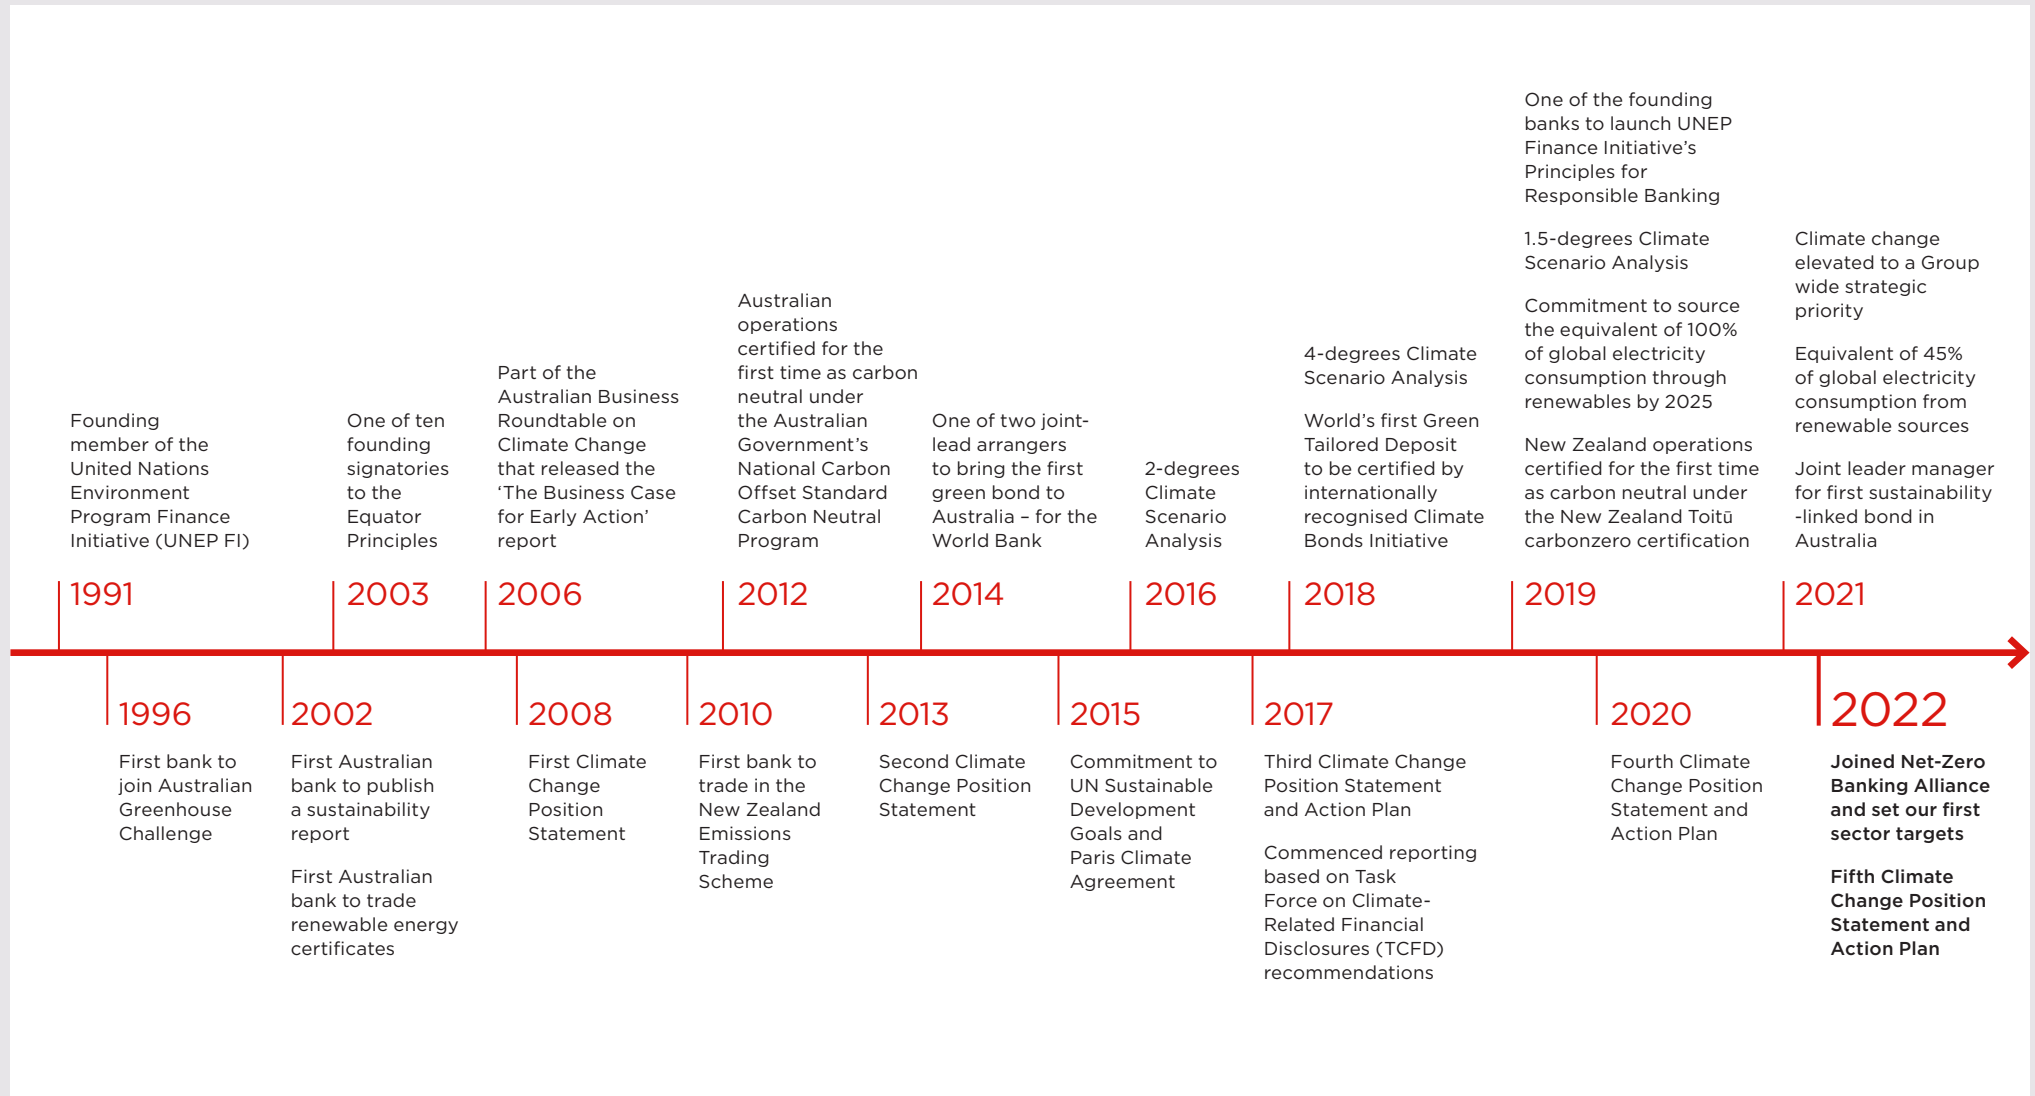 Founding
member of the
United Nations
Environment
Program Finance
Initiative (UNEP FI)
1991
One of ten
founding
signatories
to the
Equator
Principles
2003
Part of the
Australian Business
Roundtable on
Climate Change
that released the
‘The Business Case
for Early Action’
report
2006
Australian
operations
certified for the
first time as carbon
neutral under
the Australian
Government’s
National Carbon
Offset Standard
Carbon Neutral
Program
2012
One of two joint-
lead arrangers
to bring the first
green bond to
Australia – for the
World Bank
2014
2-degrees
Climate
Scenario
Analysis
2016
4-degrees Climate
Scenario Analysis
World’s first Green
Tailored Deposit
to be certified by
internationally
recognised Climate
Bonds Initiative
2018
One of the founding
banks to launch UNEP
Finance Initiative’s
Principles for
Responsible Banking
1.5-degrees Climate
Scenario Analysis
Commitment to source
the equivalent of 100%
of global electricity
consumption through
renewables by 2025
New Zealand operations
certified for the first time
as carbon neutral under
the New Zealand Toitū
carbonzero certification
2019
Climate change
elevated to a Group
wide strategic
priority
Equivalent of 45%
of global electricity
consumption from
renewable sources
Joint leader manager
for first sustainability
-linked bond in
Australia
2021
1996
First bank to
join Australian
Greenhouse
Challenge
2002
First Australian
bank to publish
a sustainability
report
First Australian
bank to trade
renewable energy
certificates
2008
First Climate
Change
Position
Statement
2010
First bank to
trade in the
New Zealand
Emissions
Trading
Scheme
2013
Second Climate
Change Position
Statement
2015
Commitment to
UN Sustainable
Development
Goals and
Paris Climate
Agreement
2017
Third Climate Change
Position Statement
and Action Plan
Commenced reporting
based on Task
Force on Climate-
Related Financial
Disclosures (TCFD)
recommendations
2020
Fourth Climate
Change Position
Statement and
Action Plan
2022
Joined Net-Zero
Banking Alliance
and set our first
sector targets
Fifth Climate
Change Position
Statement and
Action Plan